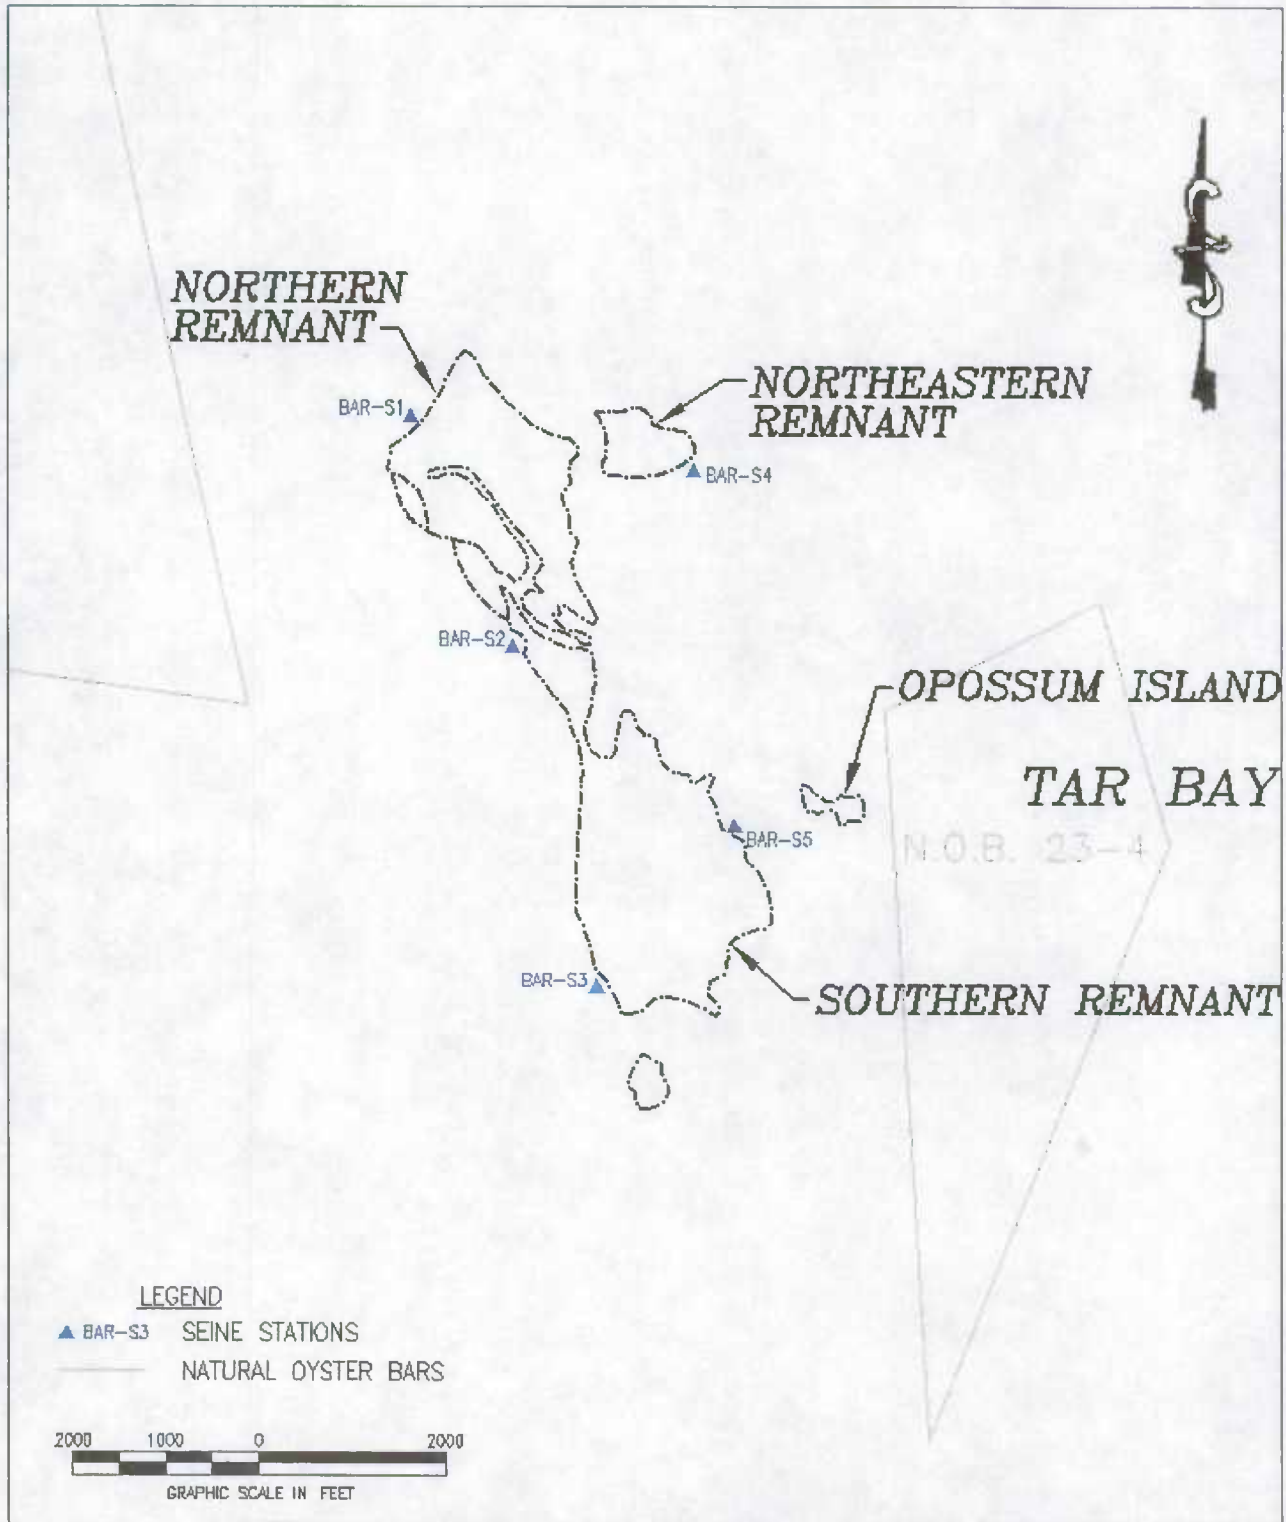 NORTHERN
REMNANT
BAR-S1
NORTHEASTERN
REMNANT
BAR-S4
BAR-S2
OPOSSUM ISLAND
TAR BAY
BAR-S5
N.O.B. 23-4
BAR-S3
SOUTHERN REMNANT
LEGEND
BAR-S3 SEINE STATIONS
NATURAL OYSTER BARS
2000 1000 0 2000
GRAPHIC SCALE IN FEET